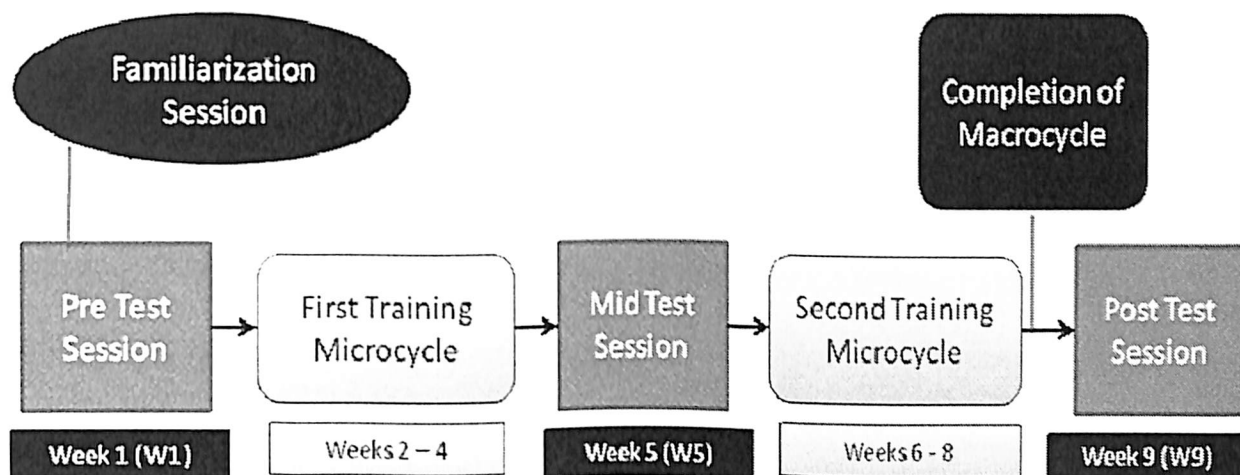 Familiarization
Session
Completion of
Macrocycle
Pre Test
Session
First Training
Microcycle
Mid Test
Session
Second Training
Microcycle
Post Test
Session
Week 1 (W1)
Weeks 2 – 4
Week 5 (W5)
Weeks 6 - 8
Week 9 (W9)